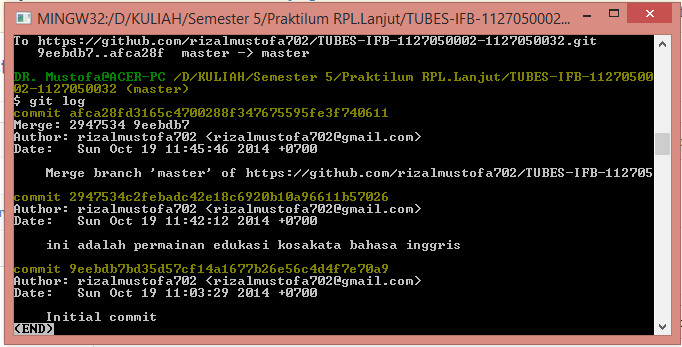 MINGW32:/D/KULIAH/Semester 5/Praktilum RPL.Lanjut/TUBES-IFB-1127050002...
To https://github.com/rizalmustofa702/TUBES-IFB-1127050002-1127050032.git
   9eebdb7..afca28f  master -> master
DR. Mustofa@ACER-PC /D/KULIAH/Semester 5/Praktilum RPL.Lanjut/TUBES-IFB-11270500
02-1127050032 (master)
$ git log
commit afca28fd3165c4700288f347675595fe3f740611
Merge: 2947534 9eebdb7
Author: rizalmustofa702 <rizalmustofa702@gmail.com>
Date:   Sun Oct 19 11:45:46 2014 +0700
    Merge branch 'master' of https://github.com/rizalmustofa702/TUBES-IFB-112705
commit 2947534c2febadc42e18c6920b10a96611b57026
Author: rizalmustofa702 <rizalmustofa702@gmail.com>
Date:   Sun Oct 19 11:42:12 2014 +0700
    ini adalah permainan edukasi kosakata bahasa inggris
commit 9eebdb7bd35d57cf14a1677b26e56c4d4f7e70a9
Author: rizalmustofa702 <rizalmustofa702@gmail.com>
Date:   Sun Oct 19 11:03:29 2014 +0700
    Initial commit
(END)